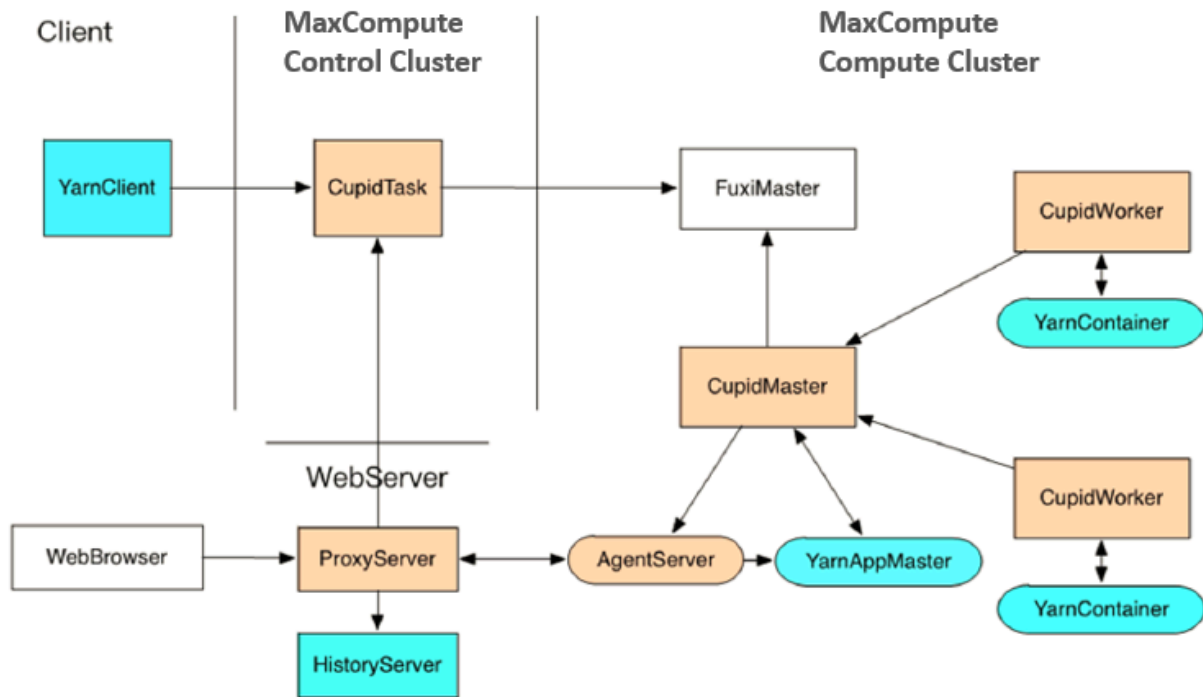 Client
MaxCompute
Control Cluster
MaxCompute
Compute Cluster
YarnClient
CupidTask
FuxiMaster
CupidWorker
YarnContainer
CupidMaster
WebServer
CupidWorker
WebBrowser
ProxyServer
AgentServer
YarnAppMaster
YarnContainer
HistoryServer